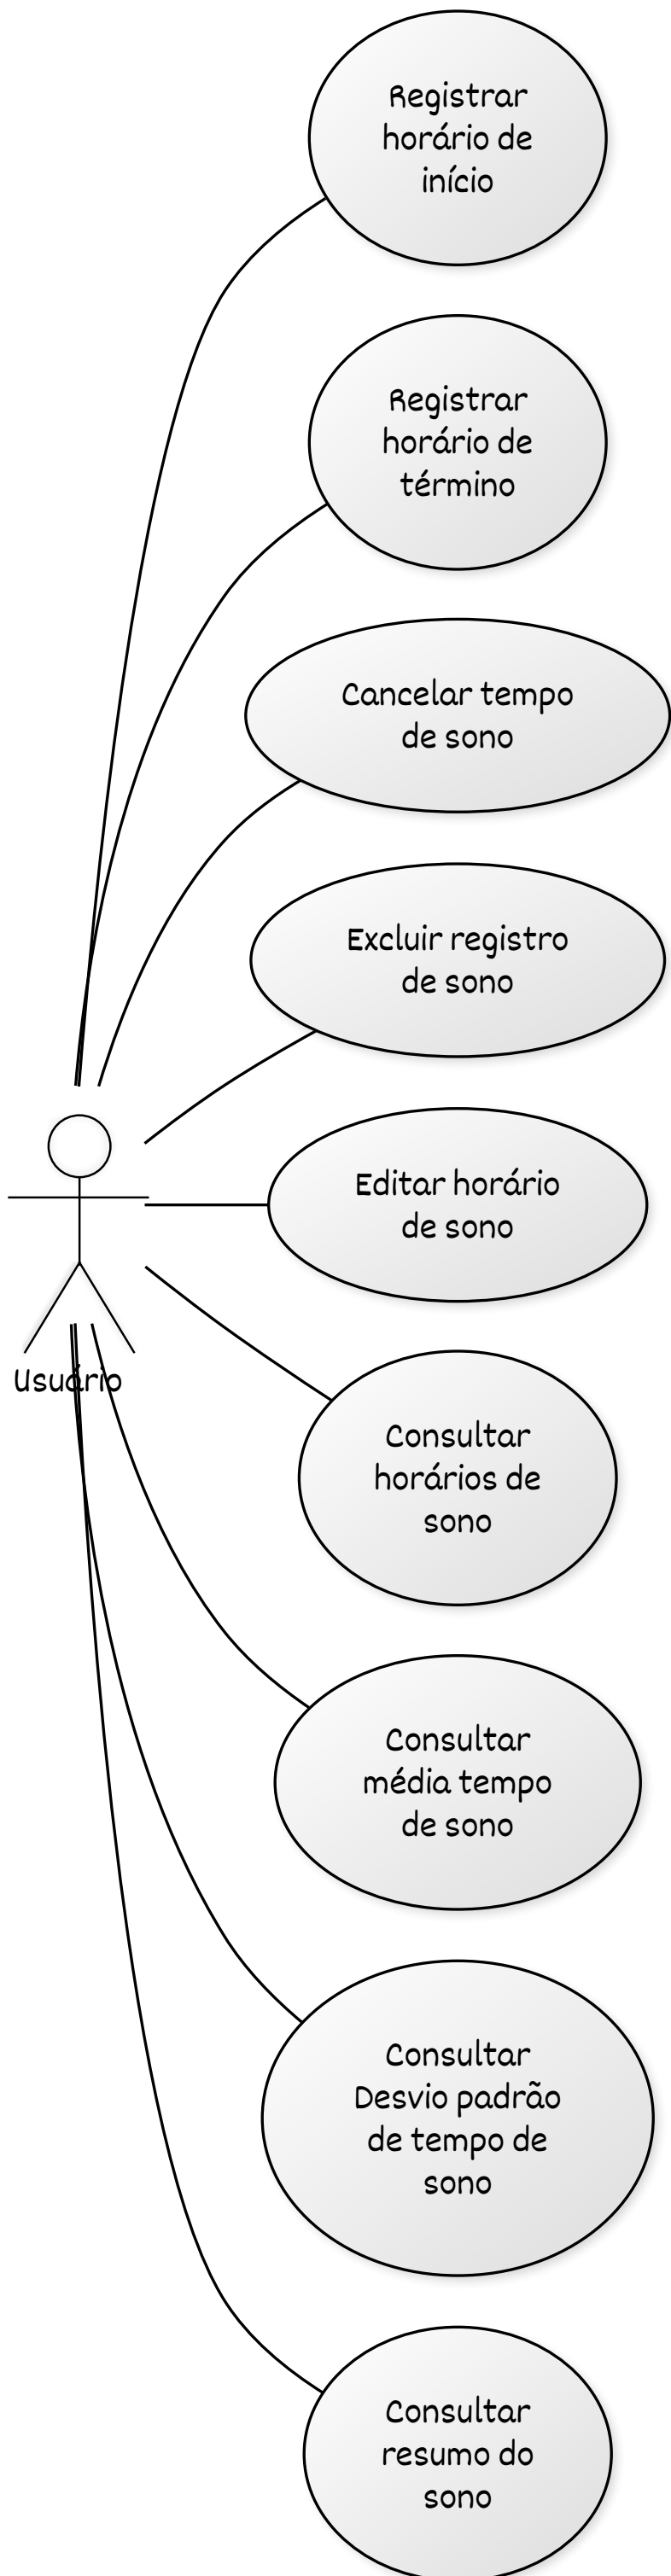 Registrar
horário de
início
Registrar
horário de
término
Cancelar tempo
de sono
Excluir registro
de sono
Editar horário
de sono
Usuário
Consultar
horários de
sono
Consultar
média tempo
de sono
Consultar
Desvio padrão
de tempo de
sono
Consultar
resumo do
sono